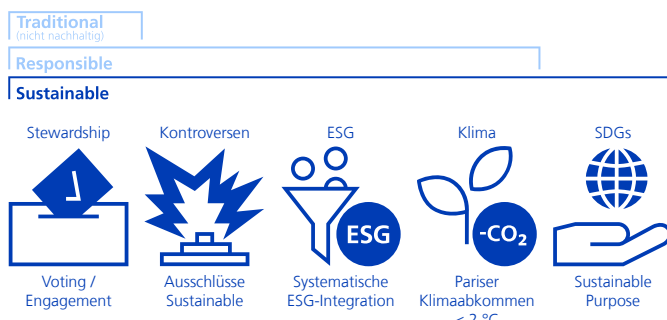 Traditional
(nicht nachhaltig)
Responsible
Sustainable
Stewardship
Kontroversen
ESG
Klima
SDGs
ESG
-CO₂
Voting /
Engagement
Ausschlüsse
Sustainable
Systematische
ESG-Integration
Pariser
Klimaabkommen
< 2 °C
Sustainable
Purpose